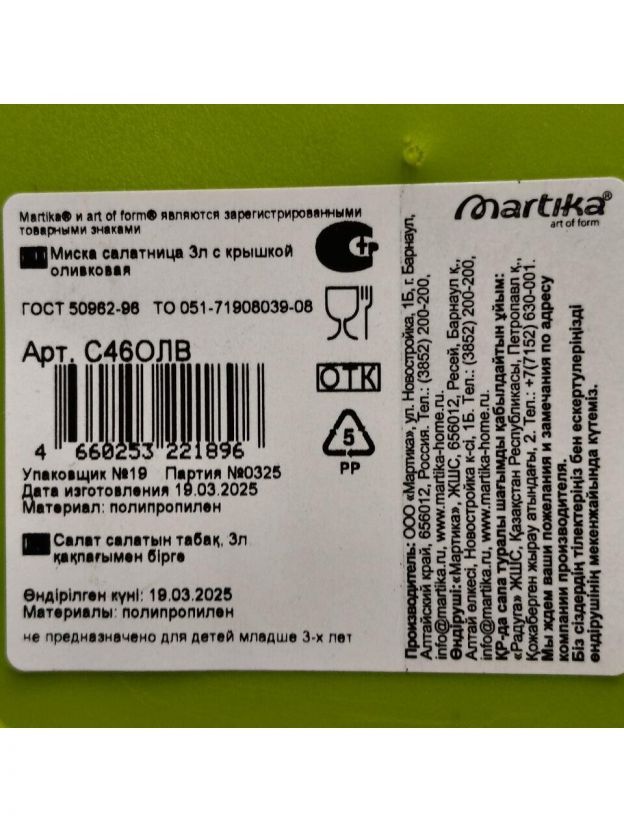 Martika® и art of form® являются зарегистрированными
товарными знаками
Миска салатница 3л с крышкой
оливковая
ГОСТ 50962-96 ТО 051-71908039-08
Арт. С46ОЛВ
4 660253 221896
Упаковщик №19 Партия №0325
Дата изготовления 19.03.2025
Материал: полипропилен
Салат салатын табақ, 3л
қақпағымен бірге
Өндірілген күні: 19.03.2025
Материалы: полипропилен
не предназначено для детей младше 3-х лет
ОТК
5
PP
martika®
art of form
Производитель: ООО «Мартика», ул. Новостройка, 1Б, г. Барнаул,
Алтайский край, 656012, Россия. Тел.: (3852) 200-200,
info@martika-home.ru, www.martika-home.ru.
Өндіруші: «Мартика», ЖШС, 656012, Ресей, Барнаул қ.,
Алтай өлкесі, Новостройка к-сі, 1Б. Тел.: (3852) 200-200,
info@martika-home.ru, www.martika-home.ru.
ҚР-да сапа туралы шағымды қабылдайтын ұйым:
«Радуга» ЖШС, Қазақстан Республикасы, Петропавл қ.,
Қожаберген жырау атындағы, 2. Тел.: +7(7152) 630-001.
Мы ждем ваши пожелания и замечания по адресу
компании производителя.
Біз сіздердің тілектеріңіз бен ескертулеріңізді
өндірушінің мекенжайында күтеміз.